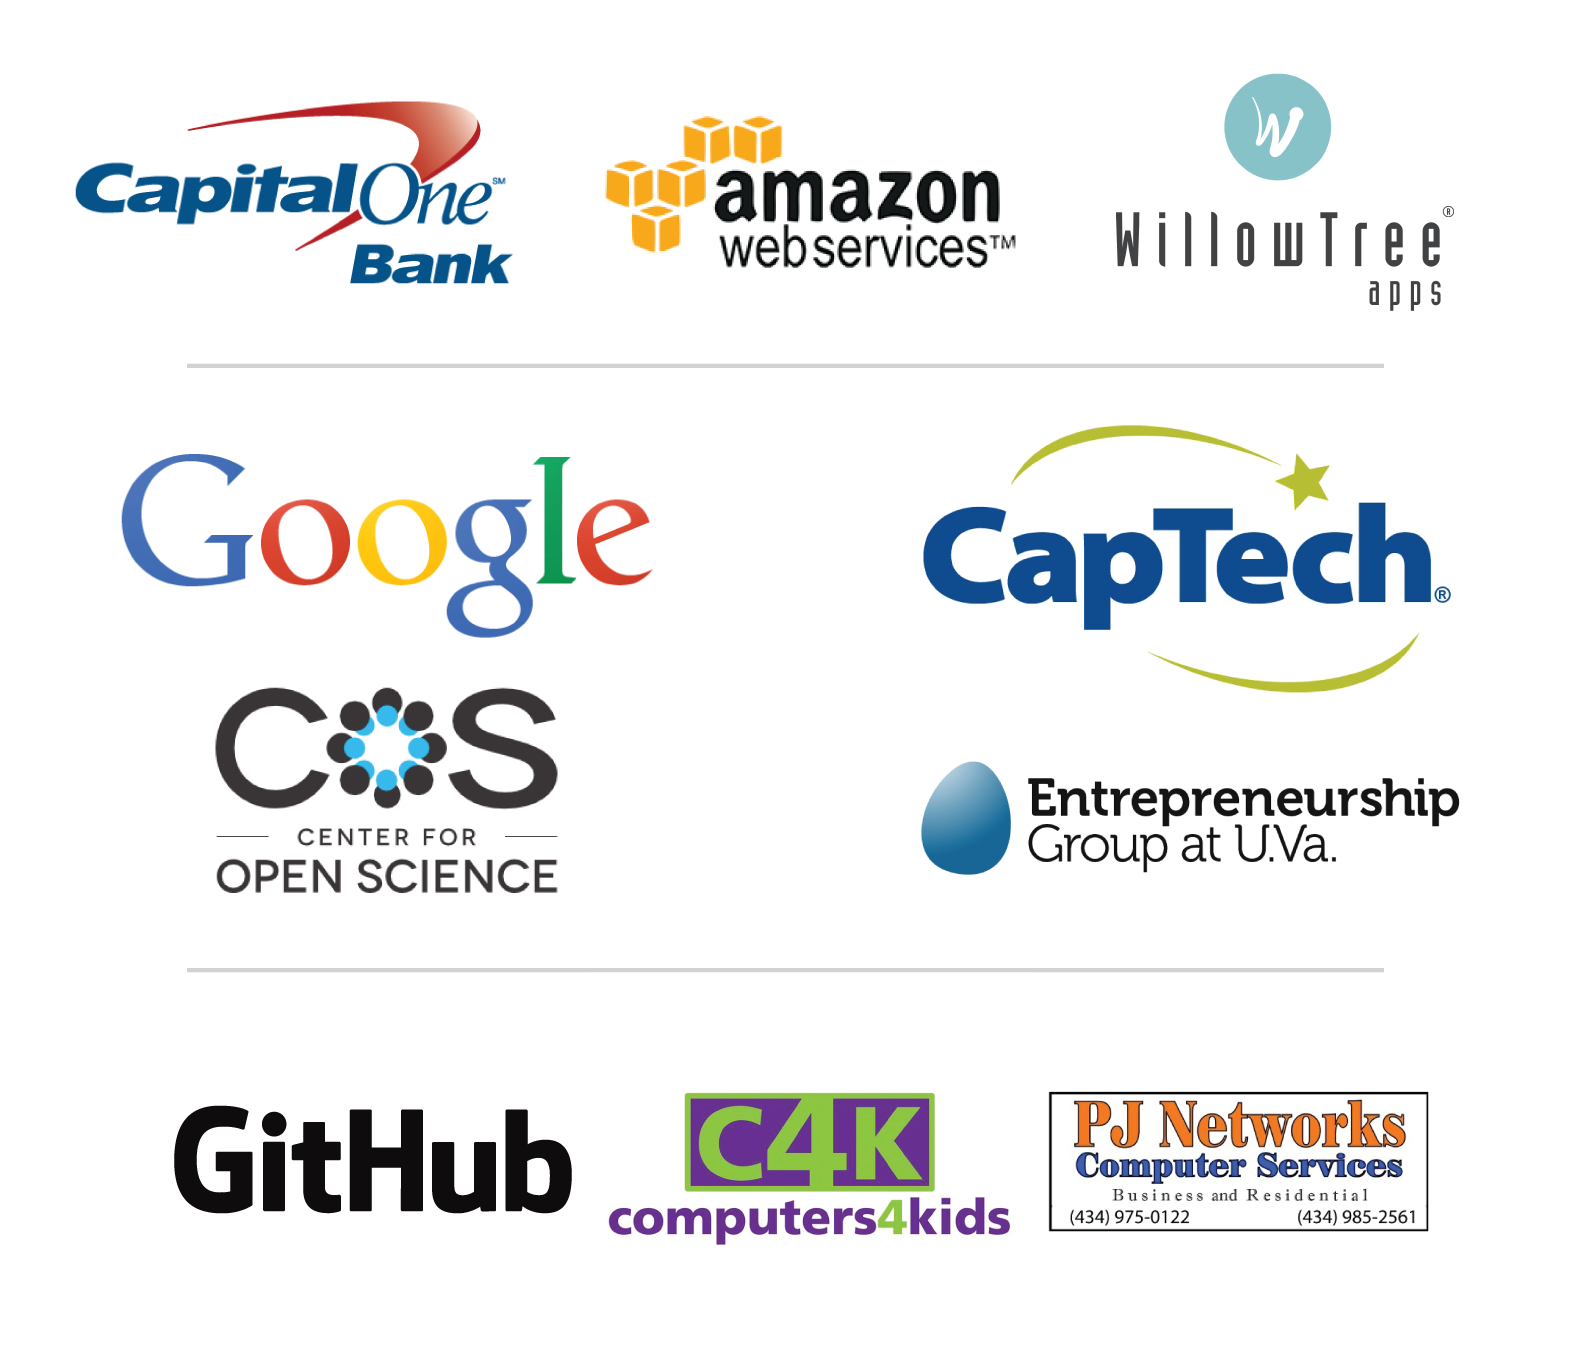 CapitalOne℠
Bank
amazon
webservices™
W
WillowTree®
apps
Google
CapTech®
COS
CENTER FOR
OPEN SCIENCE
Entrepreneurship
Group at U.Va.
GitHub
C4K
computers4kids
PJ Networks
Computer Services
Business and Residential
(434) 975-0122 (434) 985-2561